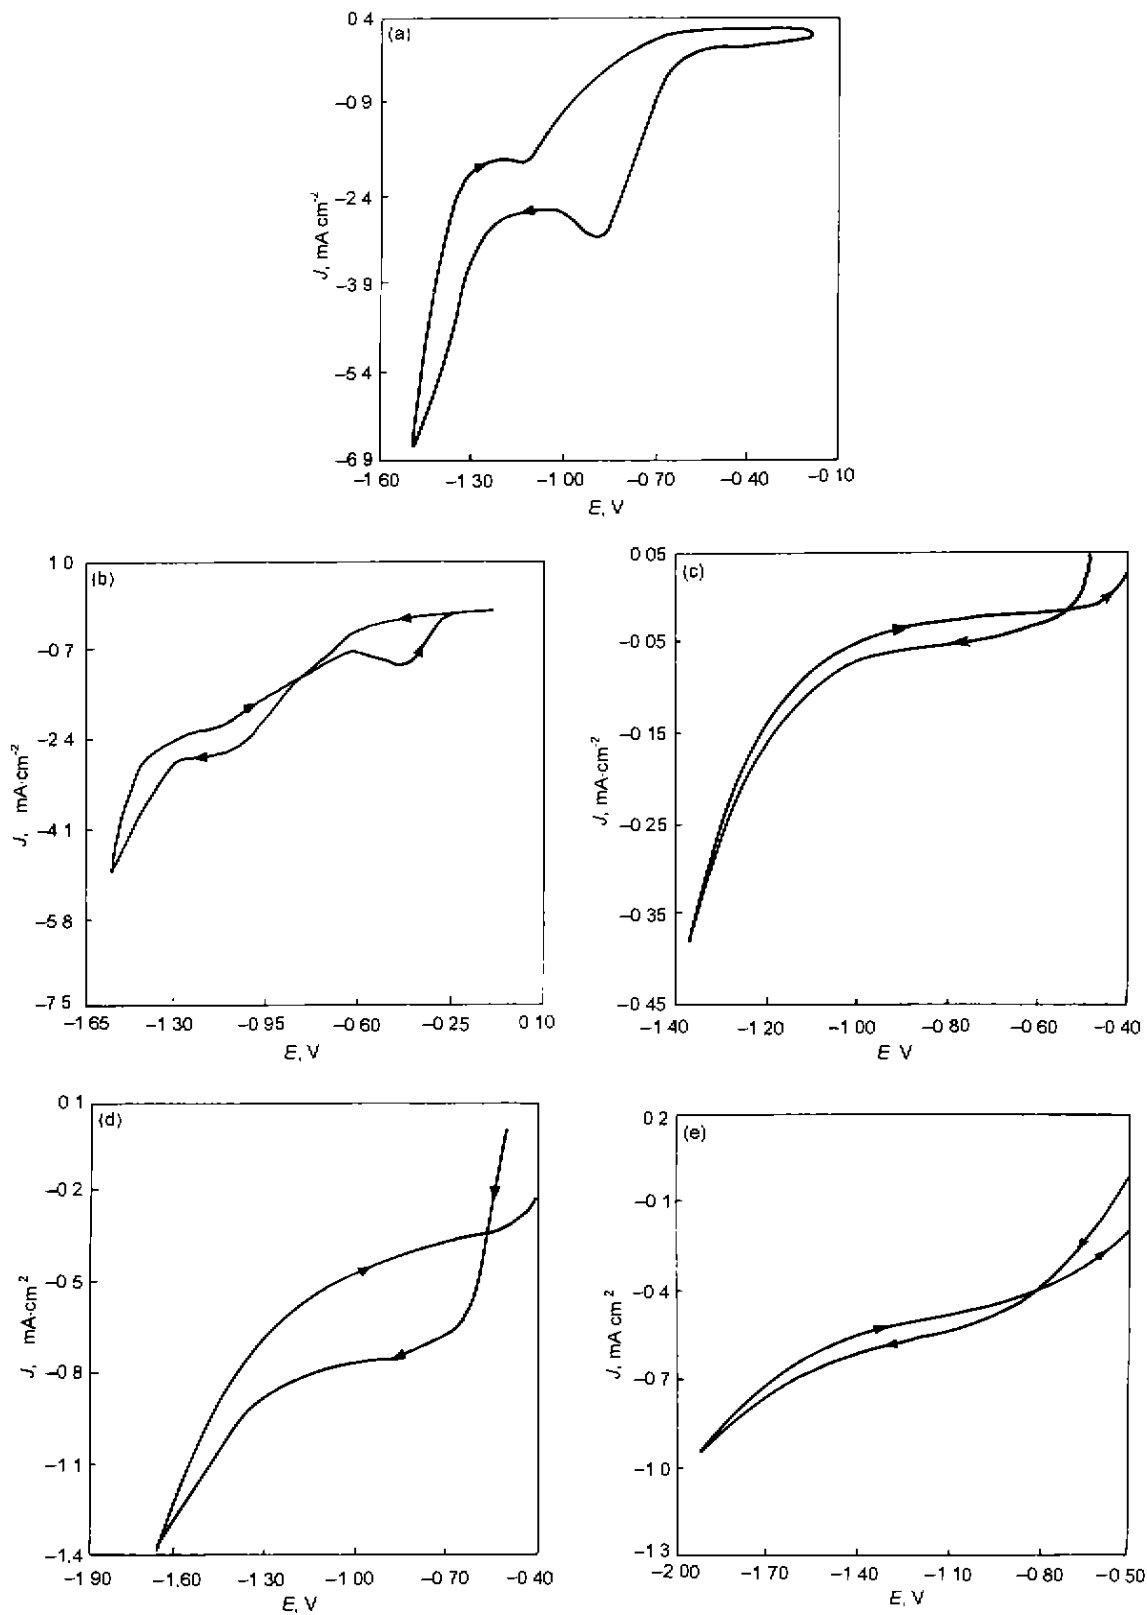 (a)
0 4
–0 9
–2 4
–3 9
–5 4
–6 9
J, mA cm⁻²
–1 60 –1 30 –1 00 –0 70 –0 40 –0 10
E, V
(b)
1 0
–0 7
–2 4
–4 1
–5 8
–7 5
J, mA·cm⁻²
–1 65 –1 30 –0 95 –0 60 –0 25 0 10
E, V
(c)
0 05
–0 05
–0 15
–0 25
–0 35
–0 45
J, mA·cm⁻²
–1 40 –1 20 –1 00 –0 80 –0 60 –0 40
E V
(d)
0 1
–0 2
–0 5
–0 8
–1 1
–1.4
J, mA·cm²
–1 90 –1.60 –1 30 –1 00 –0 70 –0 40
E, V
(e)
0 2
–0 1
–0 4
–0 7
–1 0
–1 3
J, mA cm²
–2 00 –1 70 –1 40 –1 10 –0 80 –0 50
E, V